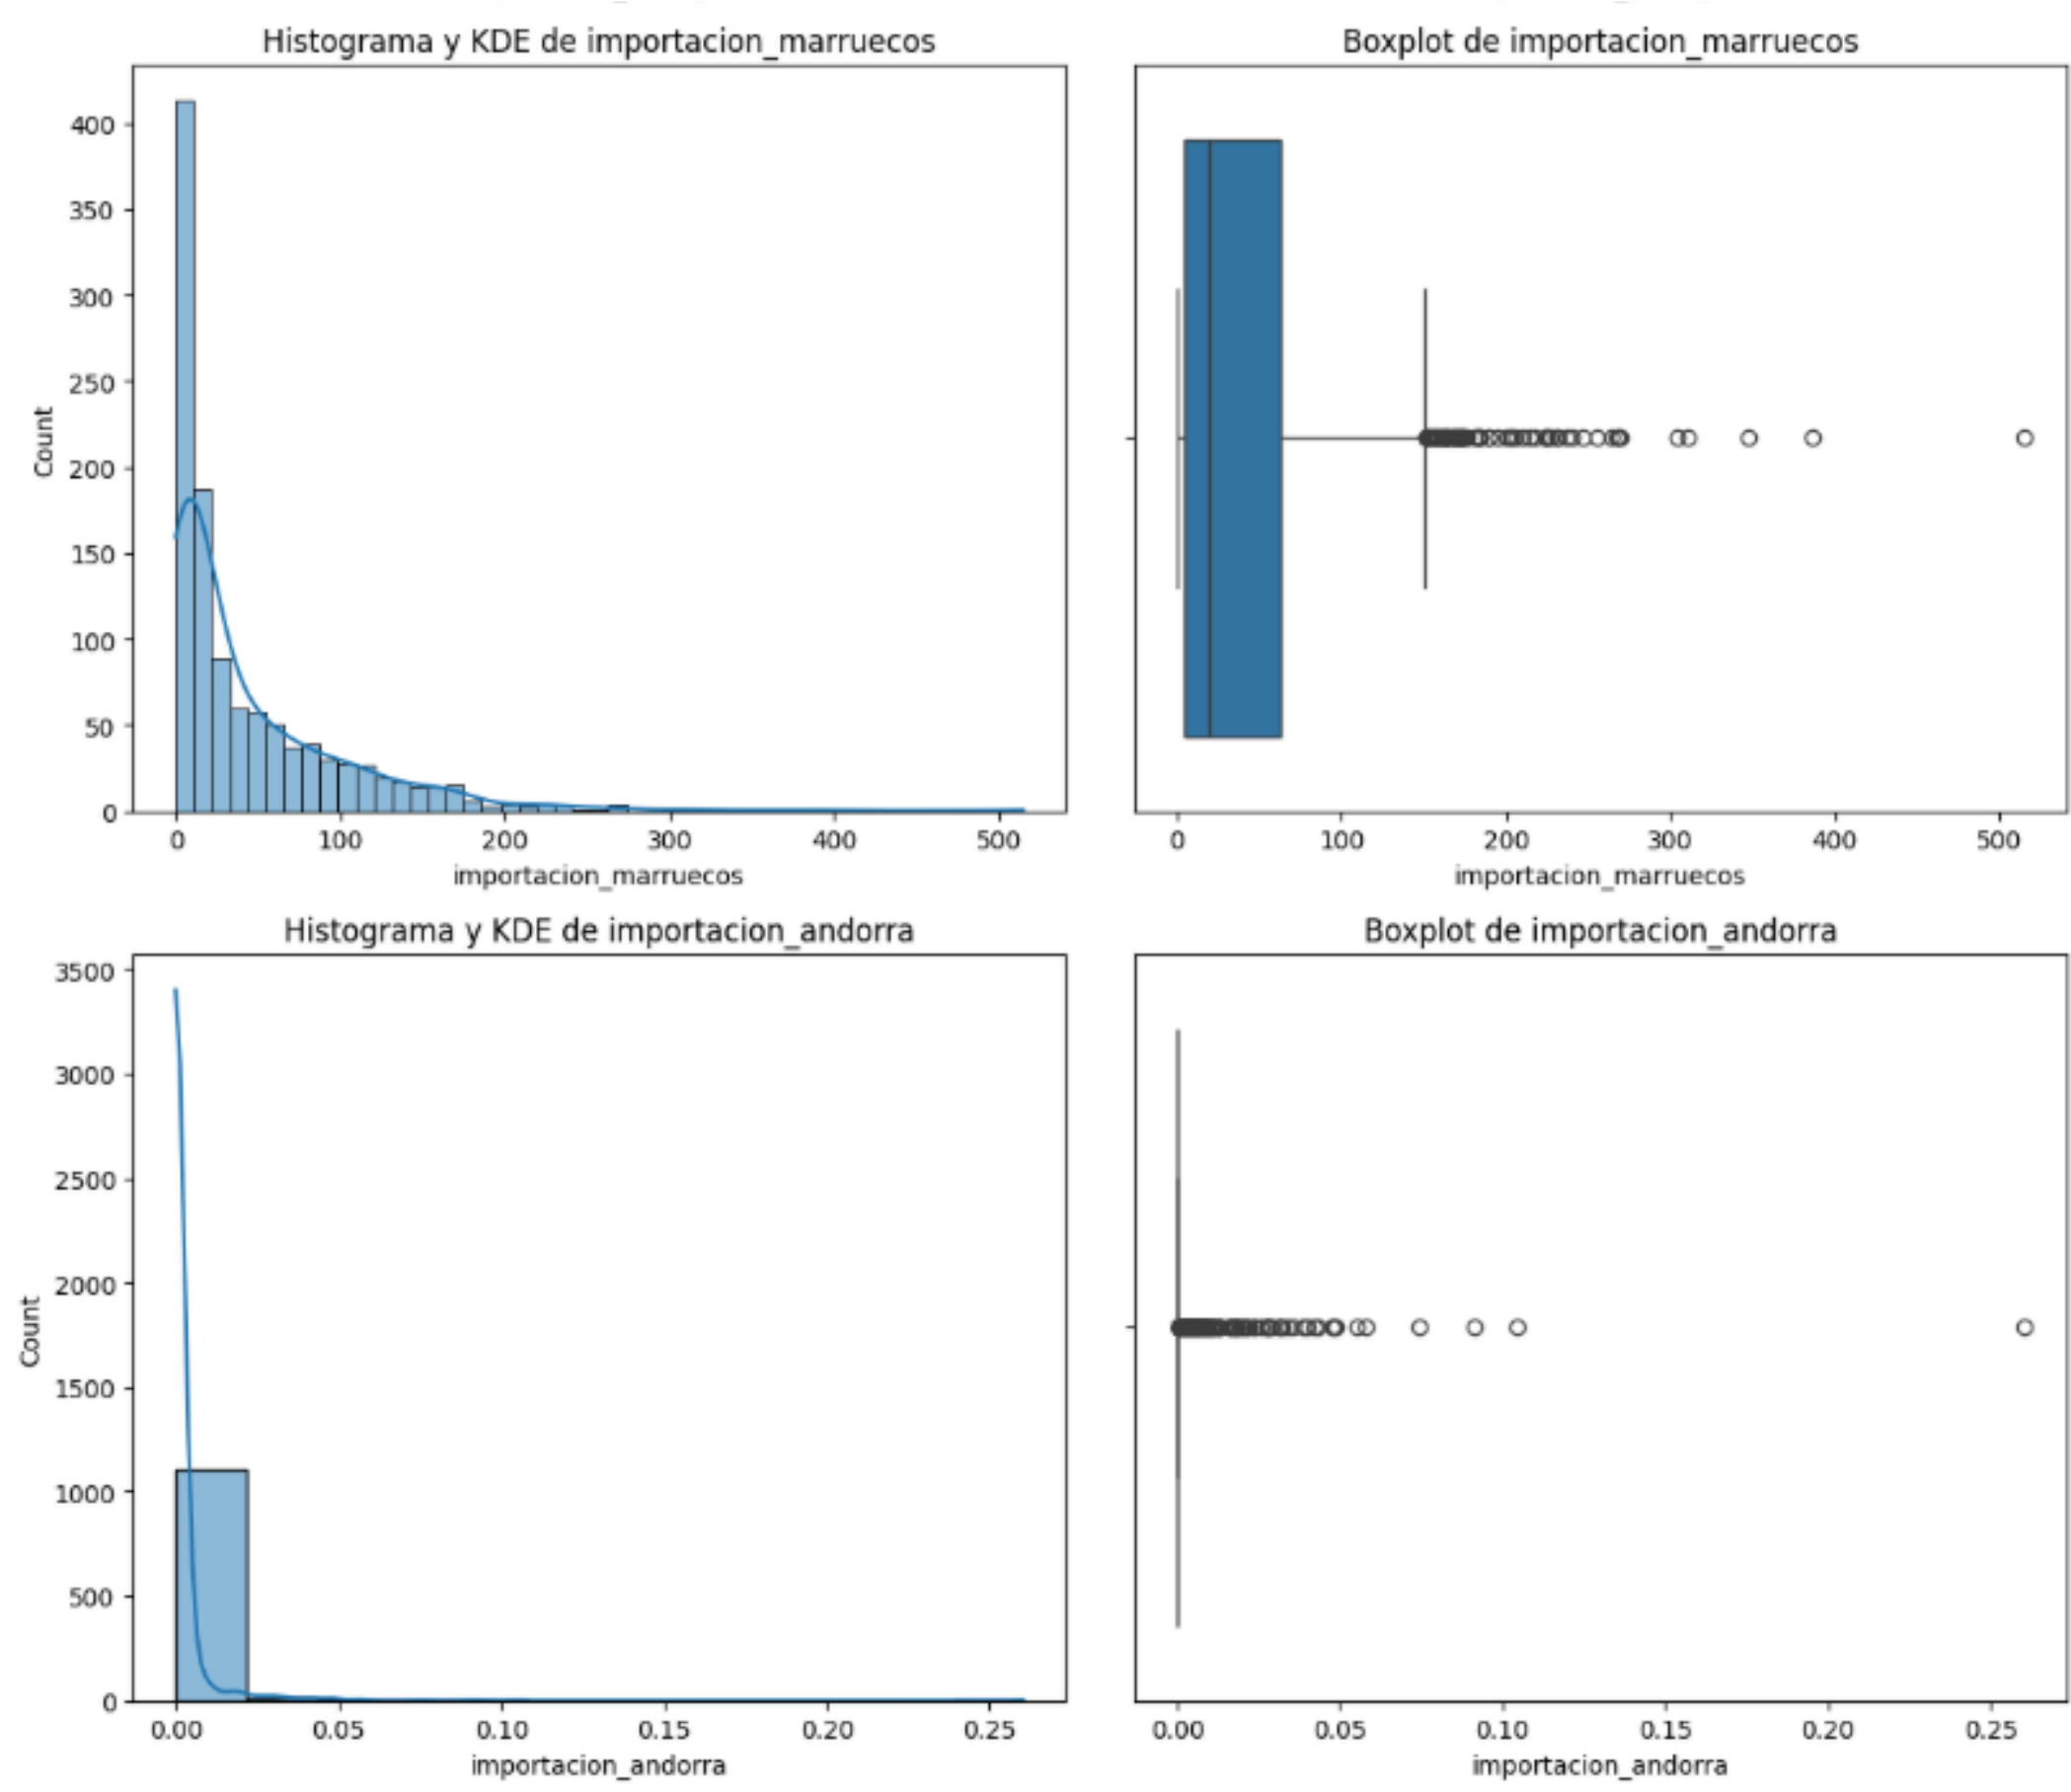 Histograma y KDE de importacion_marruecos
Boxplot de importacion_marruecos
400
350
300
250
200
150
100
50
0
Count
0 100 200 300 400 500
importacion_marruecos
0 100 200 300 400 500
importacion_marruecos
Histograma y KDE de importacion_andorra
Boxplot de importacion_andorra
3500
3000
2500
2000
1500
1000
500
0
Count
0.00 0.05 0.10 0.15 0.20 0.25
importacion_andorra
0.00 0.05 0.10 0.15 0.20 0.25
importacion_andorra